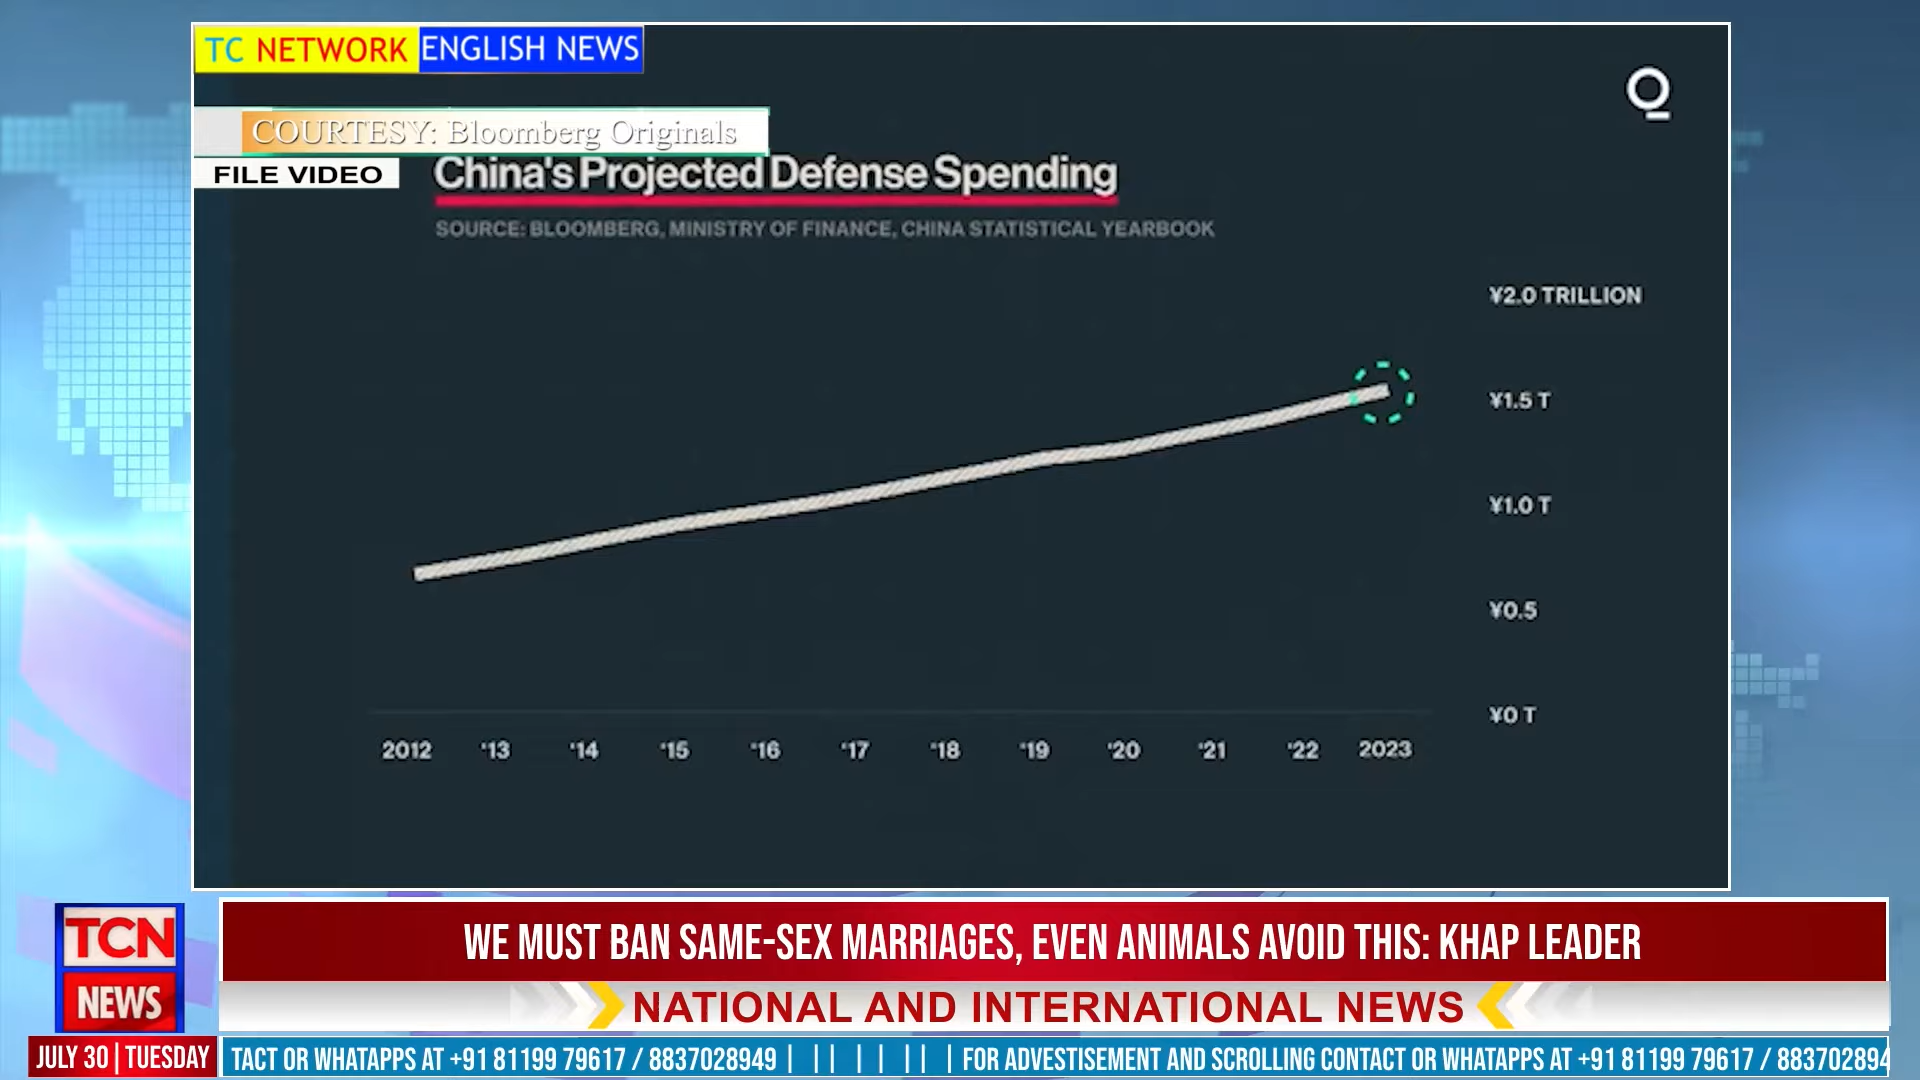 TC NETWORK ENGLISH NEWS
COURTESY: Bloomberg Originals
FILE VIDEO
China's Projected Defense Spending
SOURCE: BLOOMBERG, MINISTRY OF FINANCE, CHINA STATISTICAL YEARBOOK
¥2.0 TRILLION
¥1.5 T
¥1.0 T
¥0.5
¥0 T
2012 '13 '14 '15 '16 '17 '18 '19 '20 '21 '22 2023
TCN
NEWS
WE MUST BAN SAME-SEX MARRIAGES, EVEN ANIMALS AVOID THIS: KHAP LEADER
NATIONAL AND INTERNATIONAL NEWS
JULY 30 | TUESDAY
TACT OR WHATAPPS AT +91 81199 79617 / 8837028949 | | | | | | | | FOR ADVESTISEMENT AND SCROLLING CONTACT OR WHATAPPS AT +91 81199 79617 / 883702894